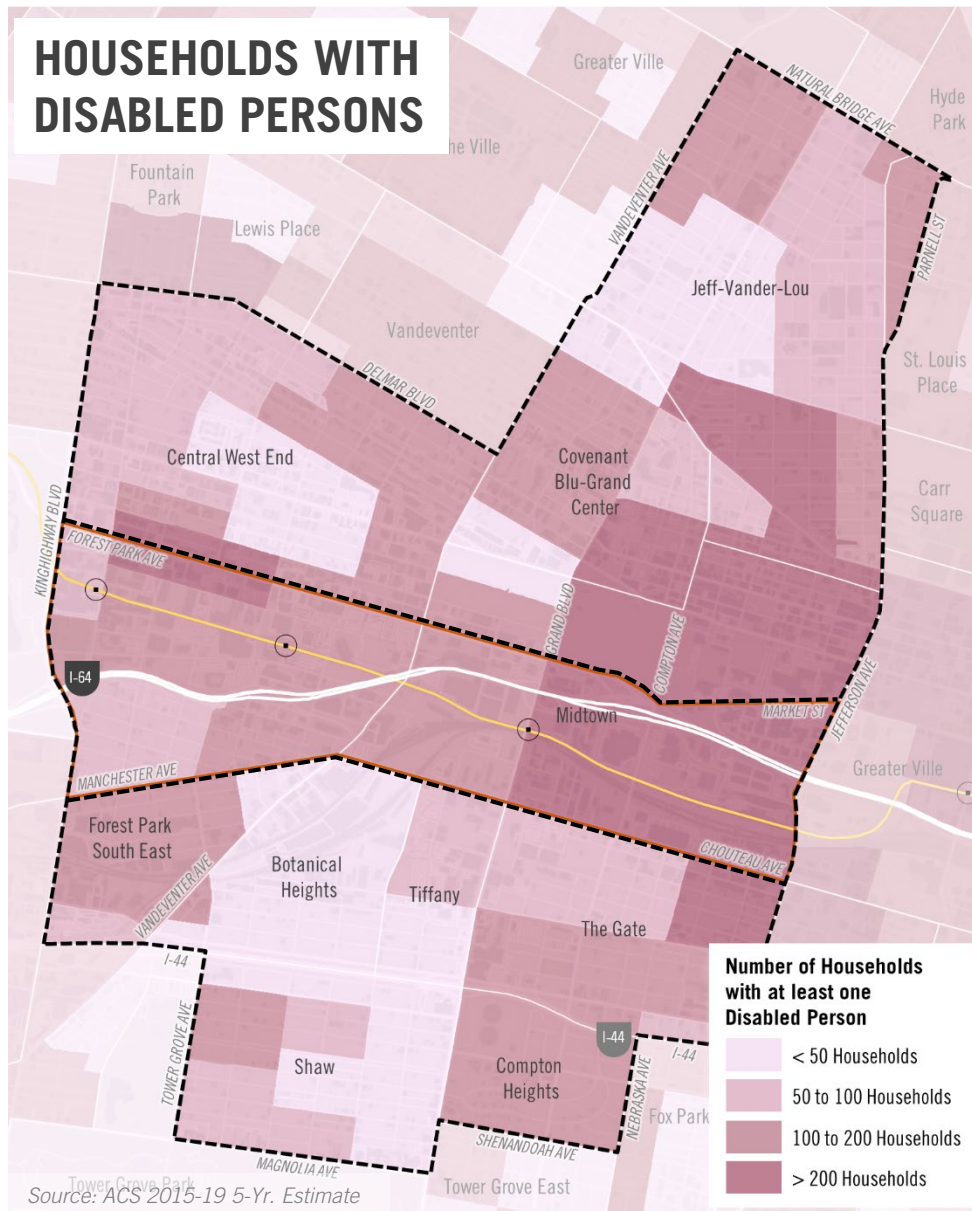 HOUSEHOLDS WITH
DISABLED PERSONS
Greater Ville
NATURAL BRIDGE AVE
Hyde
Park
he Ville
Fountain
Park
VANDEVENTER AVE
Lewis Place
PARNELL ST
Jeff-Vander-Lou
Vandeventer
St. Louis
Place
DELMAR BLVD
Central West End
Covenant
Blu-Grand
Center
Carr
Square
KINGHIGHWAY BLVD
FOREST PARK AVE
GRAND BLVD
COMPTON AVE
I-64
Midtown
MARKET ST
JEFFERSON AVE
MANCHESTER AVE
Greater Ville
Forest Park
South East
CHOUTEAU AVE
Botanical
Heights
VANDEVENTER AVE
Tiffany
The Gate
I-44
Number of Households
with at least one
Disabled Person
< 50 Households
50 to 100 Households
100 to 200 Households
> 200 Households
I-44
I-44
TOWER GROVE AVE
Shaw
Compton
Heights
NEBRASKA AVE
Fox Park
SHENANDOAH AVE
MAGNOLIA AVE
Tower Grove Park
Tower Grove East
Source: ACS 2015-19 5-Yr. Estimate